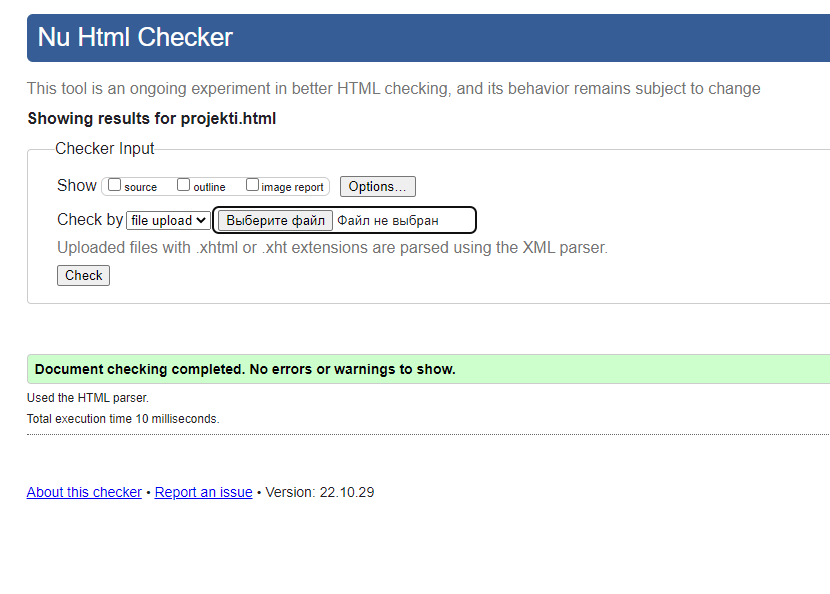 Nu Html Checker
This tool is an ongoing experiment in better HTML checking, and its behavior remains subject to change
Showing results for projekti.html
Checker Input
Show source outline image report Options...
Check by file upload Выберите файл Файл не выбран
Uploaded files with .xhtml or .xht extensions are parsed using the XML parser.
Check
Document checking completed. No errors or warnings to show.
Used the HTML parser.
Total execution time 10 milliseconds.
About this checker • Report an issue • Version: 22.10.29